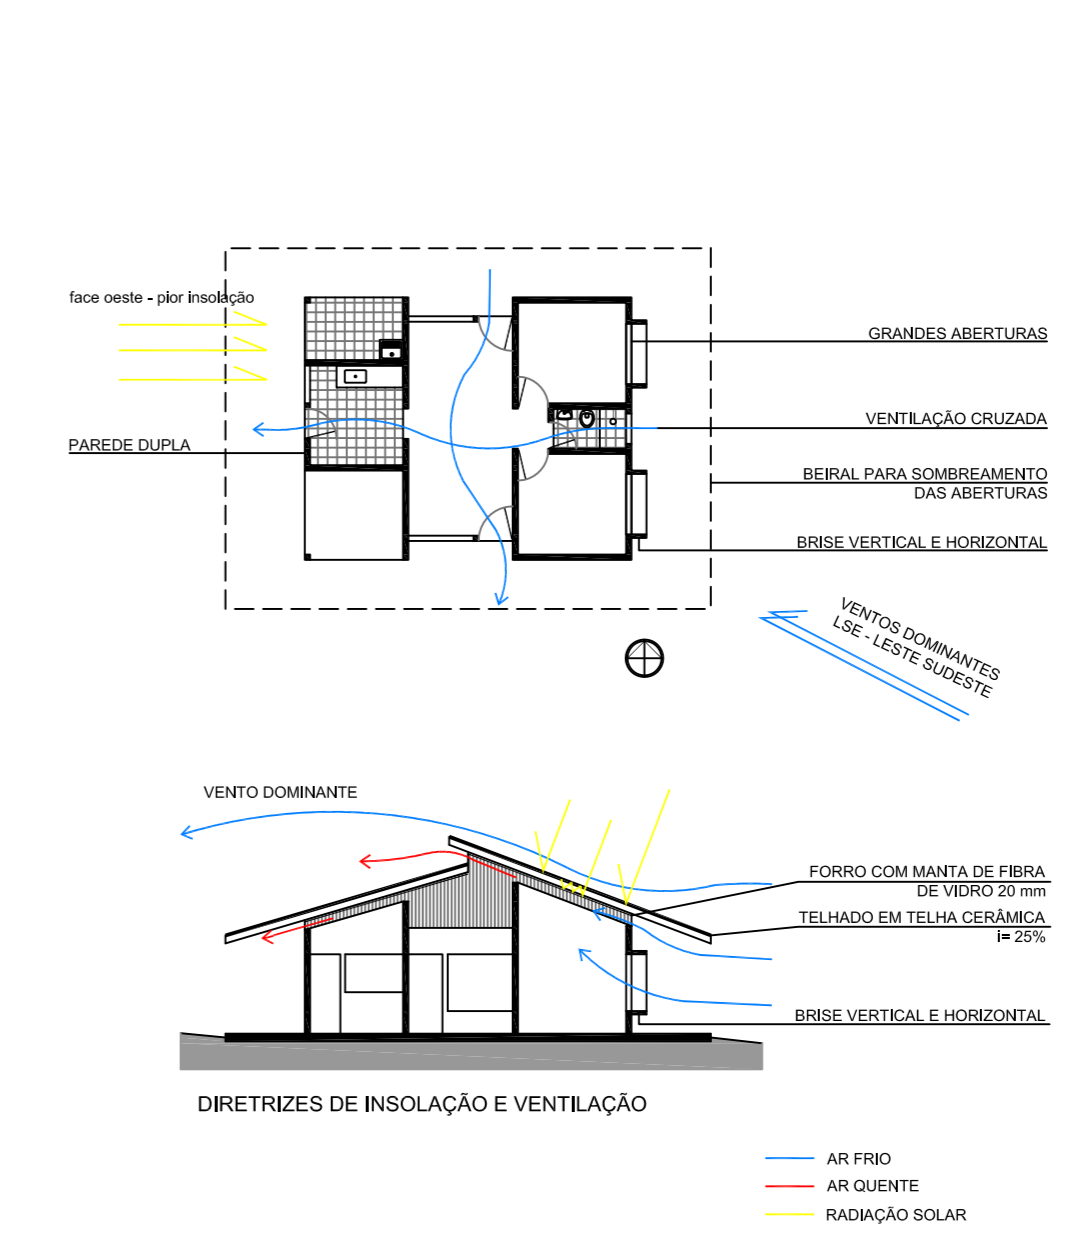 face oeste - pior insolação
GRANDES ABERTURAS
VENTILAÇÃO CRUZADA
PAREDE DUPLA
BEIRAL PARA SOMBREAMENTO
DAS ABERTURAS
BRISE VERTICAL E HORIZONTAL
VENTOS DOMINANTES
LSE - LESTE SUDESTE
VENTO DOMINANTE
FORRO COM MANTA DE FIBRA
DE VIDRO 20 mm
TELHADO EM TELHA CERÂMICA
i= 25%
BRISE VERTICAL E HORIZONTAL
DIRETRIZES DE INSOLAÇÃO E VENTILAÇÃO
AR FRIO
AR QUENTE
RADIAÇÃO SOLAR